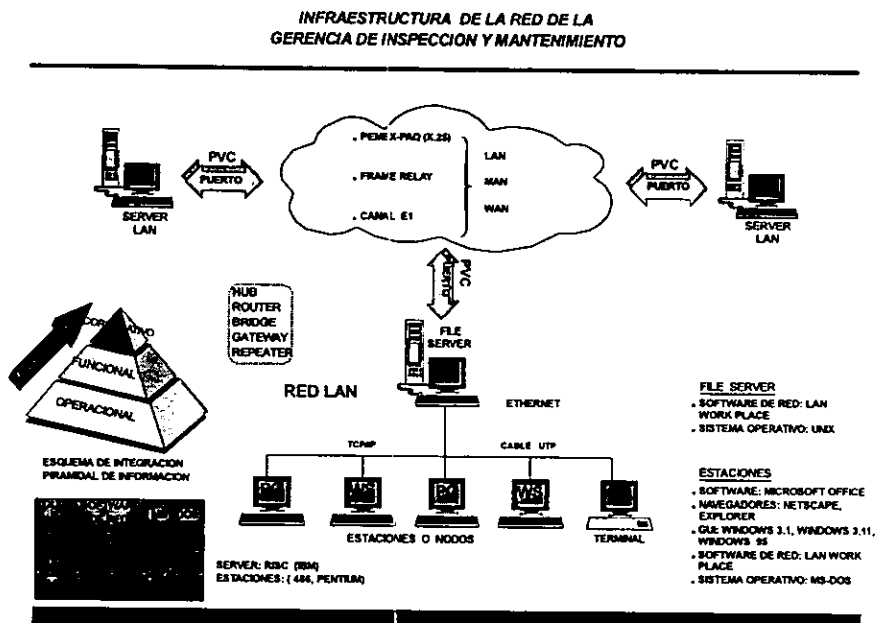 INFRAESTRUCTURA DE LA RED DE LA
GERENCIA DE INSPECCION Y MANTENIMIENTO
. PEMEX-PAQ (X.25)
. FRAME RELAY
. CANAL E1
LAN
MAN
WAN
PVC
PUERTO
SERVER
LAN
PVC
PUERTO
SERVER
LAN
PVC
PUERTO
HUB
ROUTER
BRIDGE
GATEWAY
REPEATER
FILE
SERVER
FUNCIONAL
OPERACIONAL
RED LAN
ETHERNET
TCP/IP
CABLE UTP
ESQUEMA DE INTEGRACION
PIRAMIDAL DE INFORMACION
PC
WS
PC
WS
ESTACIONES O NODOS
TERMINAL
SERVER: RISC (IBM)
ESTACIONES: ( 486, PENTIUM)
FILE SERVER
. SOFTWARE DE RED: LAN
WORK PLACE
. SISTEMA OPERATIVO: UNIX
ESTACIONES
. SOFTWARE: MICROSOFT OFFICE
. NAVEGADORES: NETSCAPE,
EXPLORER
. GUI: WINDOWS 3.1, WINDOWS 3.11,
WINDOWS 95
. SOFTWARE DE RED: LAN WORK
PLACE
. SISTEMA OPERATIVO: MS-DOS